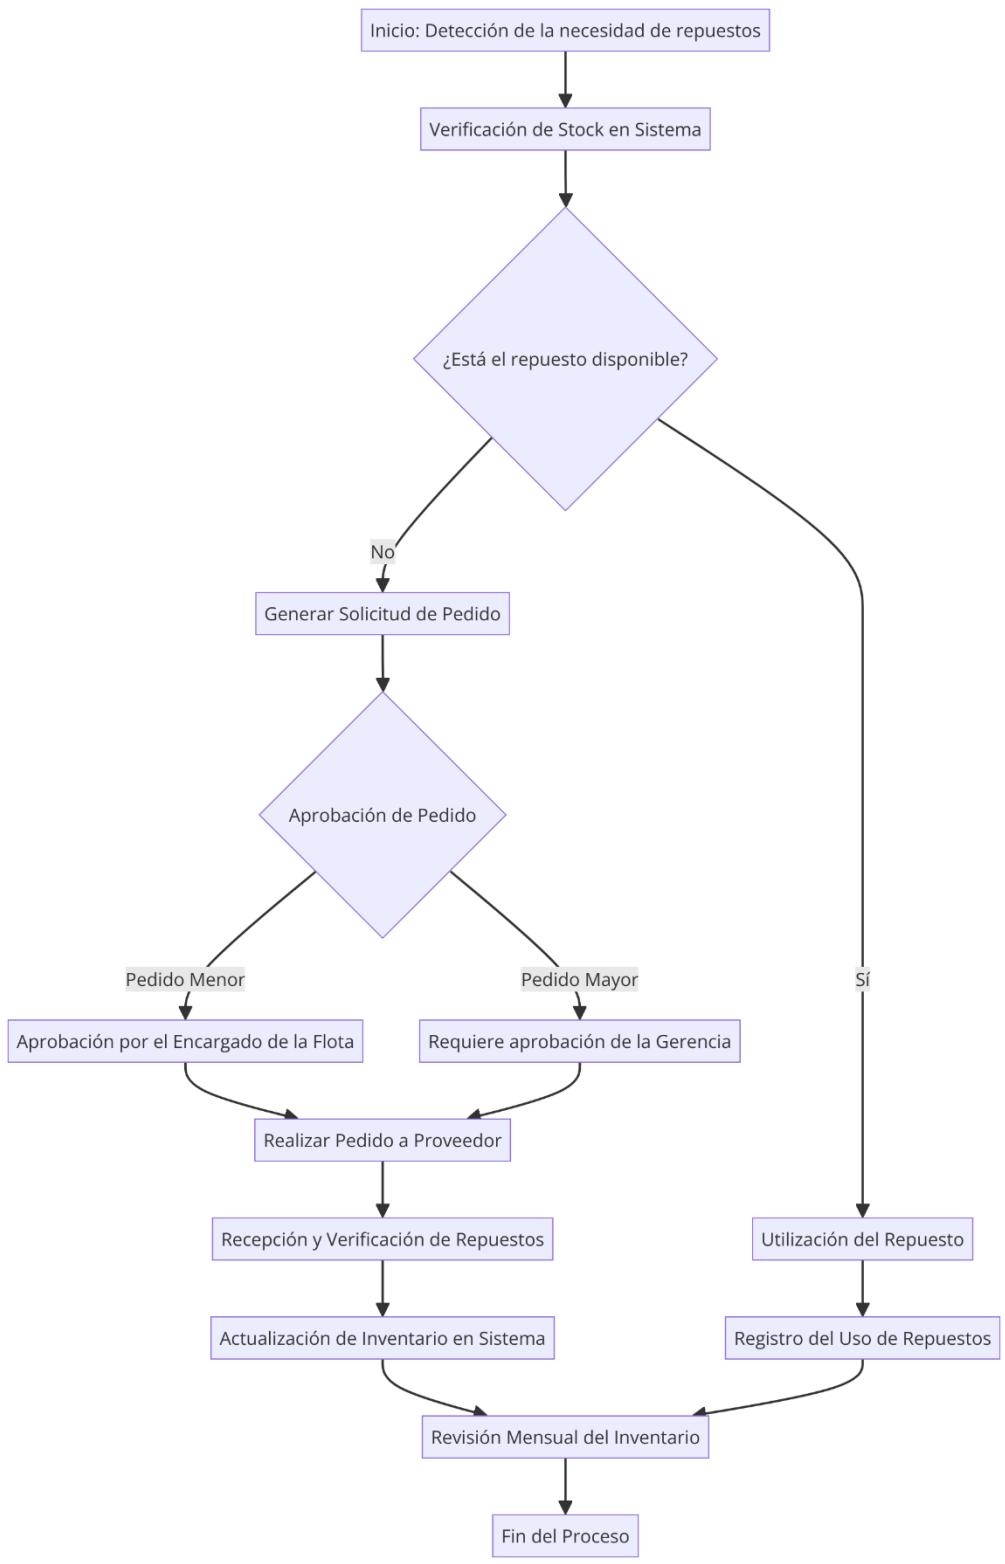 Inicio: Detección de la necesidad de repuestos
Verificación de Stock en Sistema
¿Está el repuesto disponible?
No
Generar Solicitud de Pedido
Aprobación de Pedido
Pedido Menor
Pedido Mayor
Sí
Aprobación por el Encargado de la Flota
Requiere aprobación de la Gerencia
Realizar Pedido a Proveedor
Recepción y Verificación de Repuestos
Utilización del Repuesto
Actualización de Inventario en Sistema
Registro del Uso de Repuestos
Revisión Mensual del Inventario
Fin del Proceso